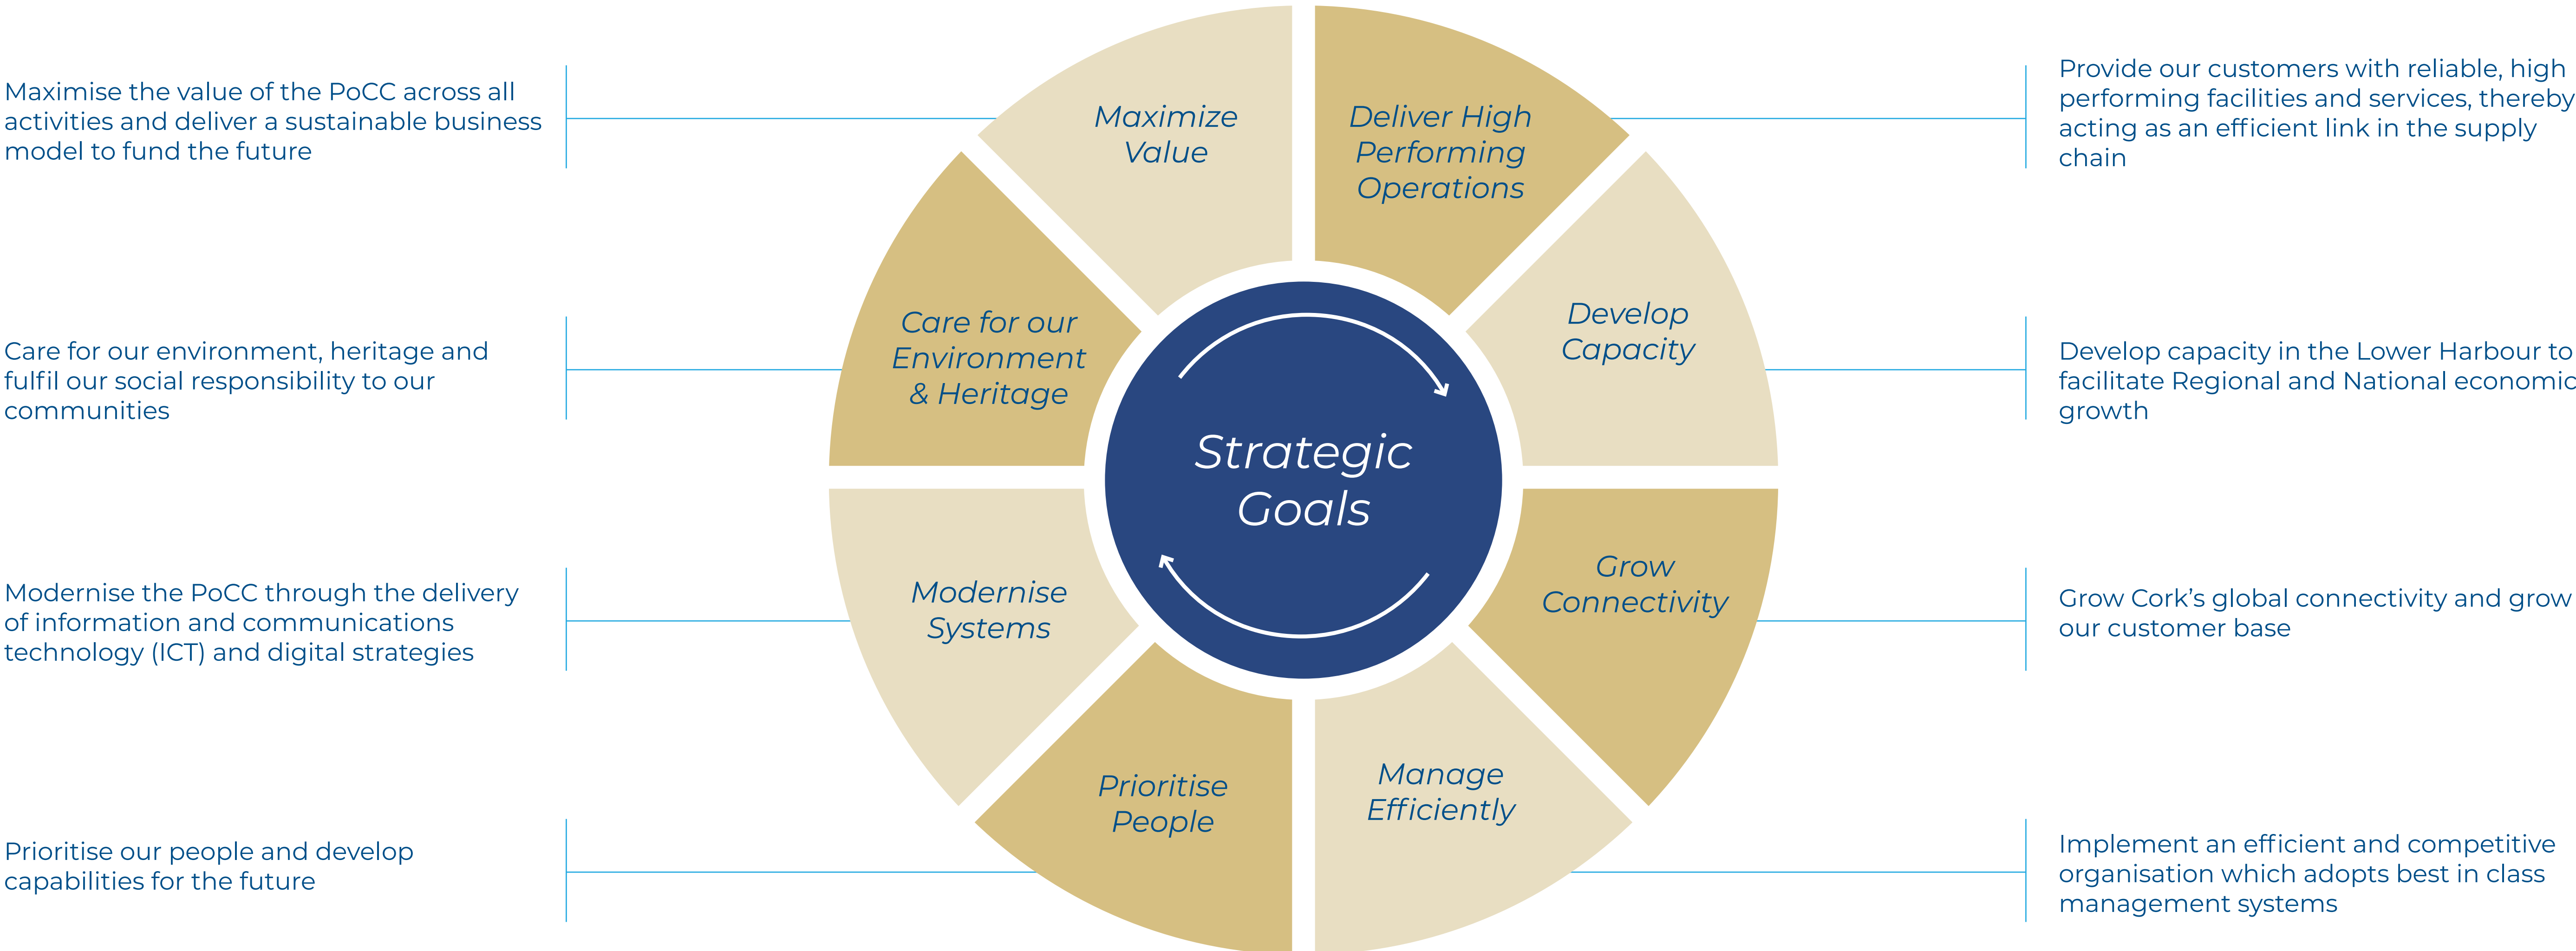 Maximise the value of the PoCC across all
activities and deliver a sustainable business
model to fund the future
Care for our environment, heritage and
fulfil our social responsibility to our
communities
Modernise the PoCC through the delivery
of information and communications
technology (ICT) and digital strategies
Prioritise our people and develop
capabilities for the future
Maximize
Value
Deliver High
Performing
Operations
Care for our
Environment
& Heritage
Develop
Capacity
Strategic
Goals
Modernise
Systems
Grow
Connectivity
Prioritise
People
Manage
Efficiently
Provide our customers with reliable, high
performing facilities and services, thereby
acting as an efficient link in the supply
chain
Develop capacity in the Lower Harbour to
facilitate Regional and National economic
growth
Grow Cork’s global connectivity and grow
our customer base
Implement an efficient and competitive
organisation which adopts best in class
management systems